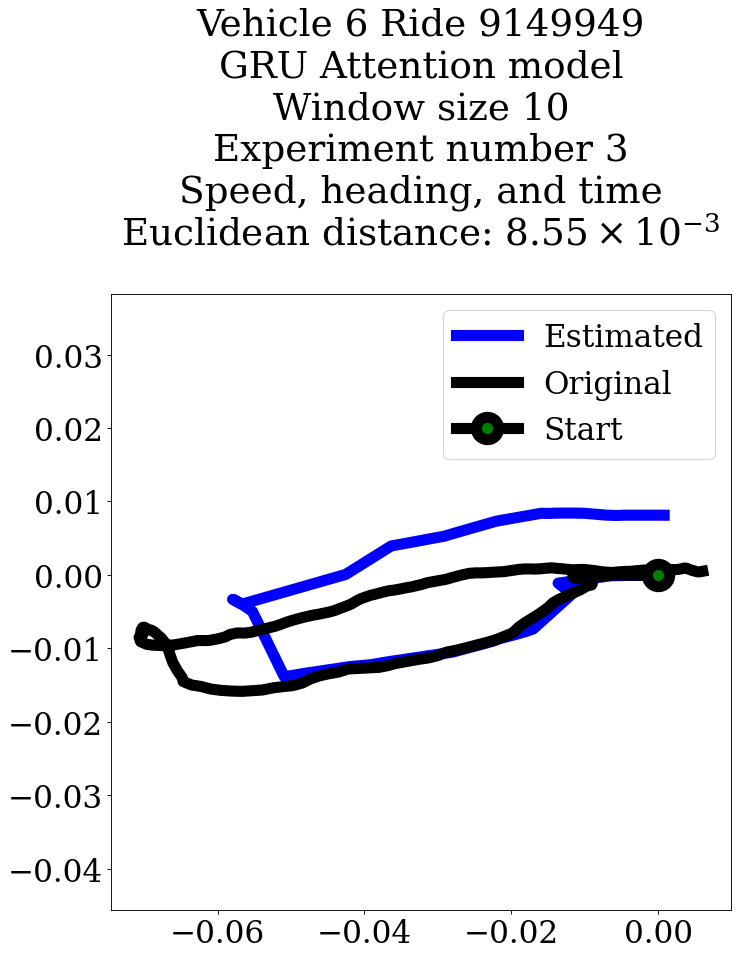 Vehicle 6 Ride 9149949
GRU Attention model
Window size 10
Experiment number 3
Speed, heading, and time
Euclidean distance: 8.55 × 10⁻³
Estimated
Original
Start
0.03
0.02
0.01
0.00
−0.01
−0.02
−0.03
−0.04
−0.06 −0.04 −0.02 0.00